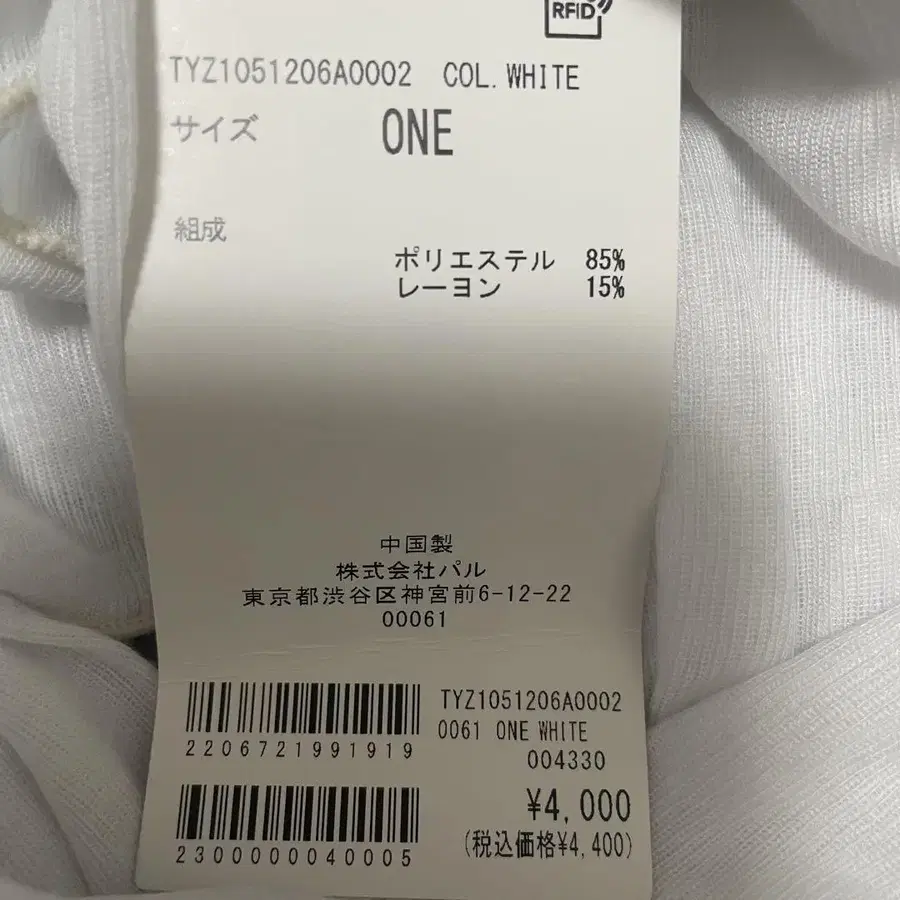 RFID
TYZ1051206A0002 COL.WHITE
サイズ ONE
組成
ポリエステル 85%
レーヨン 15%
中国製
株式会社パル
東京都渋谷区神宮前6-12-22
00061
TYZ1051206A0002
0061 ONE WHITE
2206721991919
004330
¥4,000
(税込価格¥4,400)
2300000040005